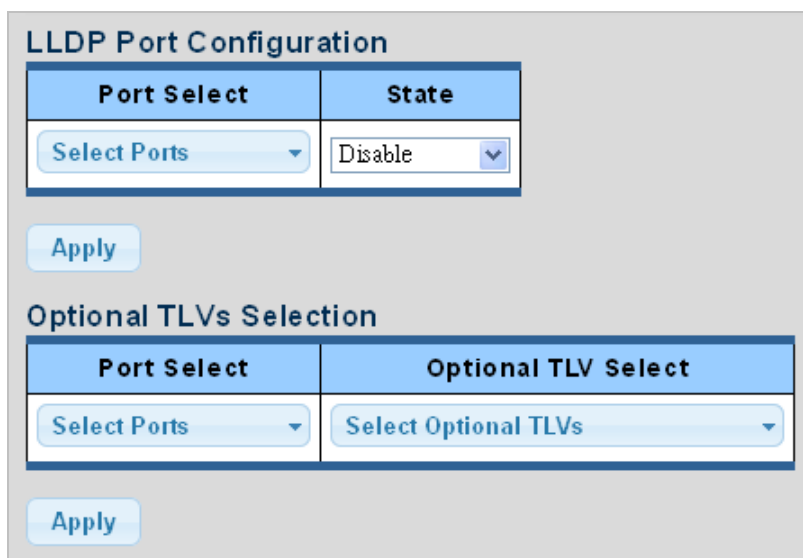 LLDP Port Configuration
Port Select State
Select Ports Disable
Apply
Optional TLVs Selection
Port Select Optional TLV Select
Select Ports Select Optional TLVs
Apply